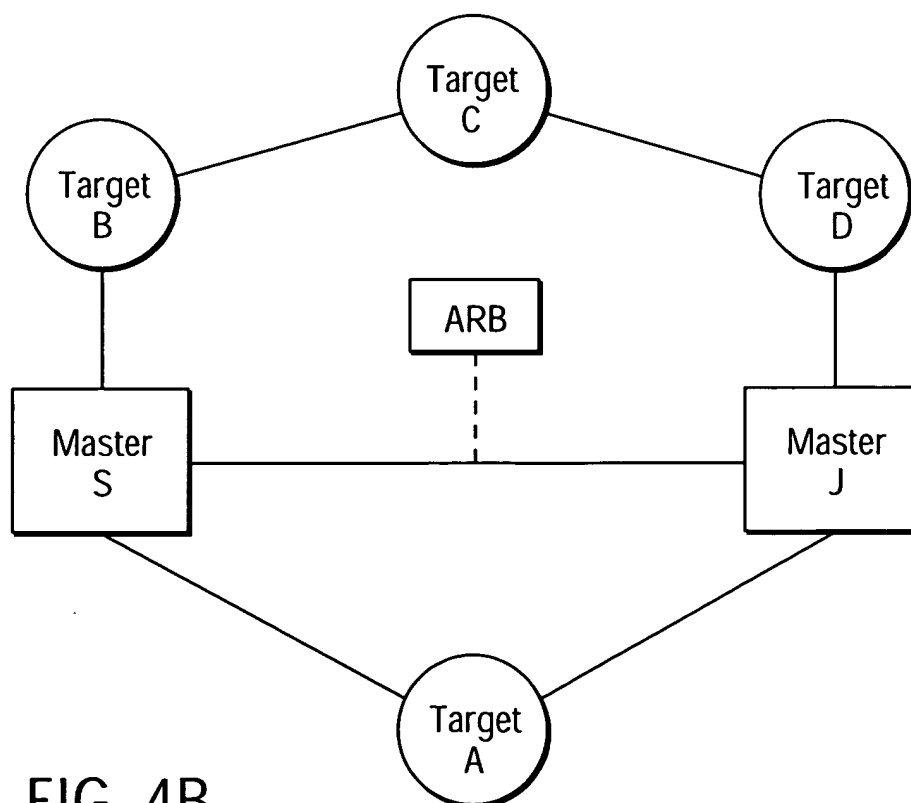 Target
C
Target
B
Target
D
ARB
Master
S
Master
J
Target
A
FIG. 4B